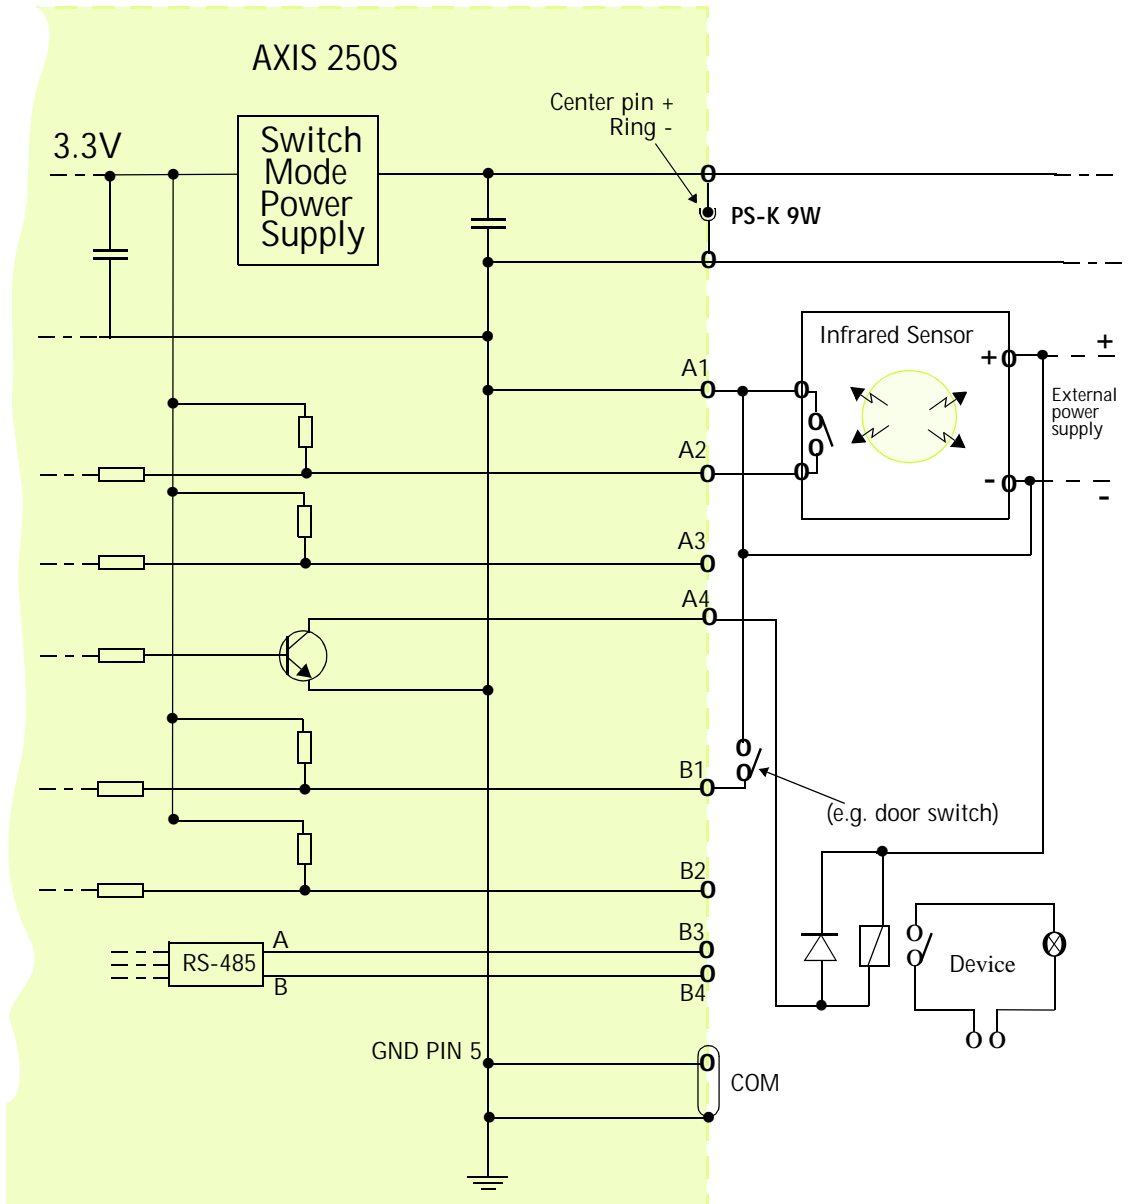 AXIS 250S
Center pin +
Ring -
3.3V
Switch
Mode
Power
Supply
PS-K 9W
Infrared Sensor
+
+
External
power
supply
-
-
A1
A2
A3
A4
B1
(e.g. door switch)
B2
RS-485
A
B
B3
B4
Device
GND PIN 5
COM